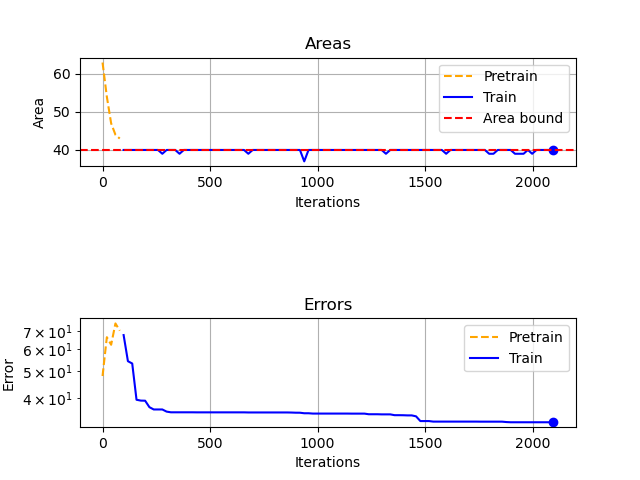 Areas
60
50
40
Area
Pretrain
Train
Area bound
0 500 1000 1500 2000
Iterations
Errors
7 × 10¹
6 × 10¹
5 × 10¹
4 × 10¹
Error
Pretrain
Train
0 500 1000 1500 2000
Iterations